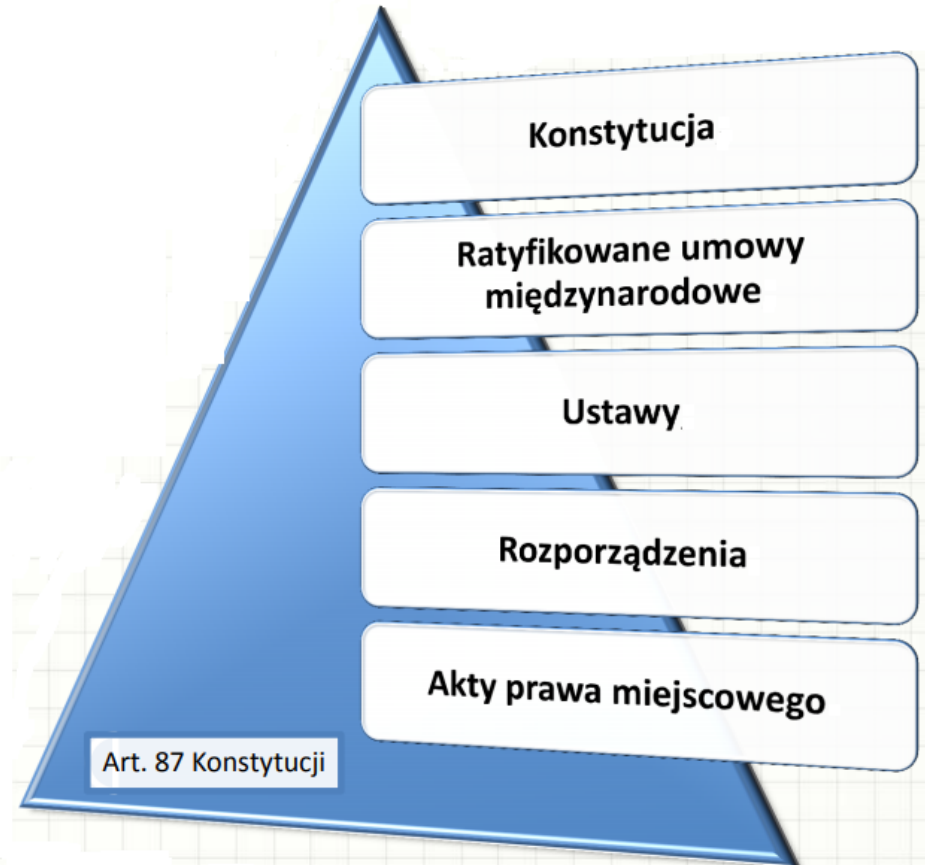 Konstytucja
Ratyfikowane umowy
międzynarodowe
Ustawy
Rozporządzenia
Akty prawa miejscowego
Art. 87 Konstytucji